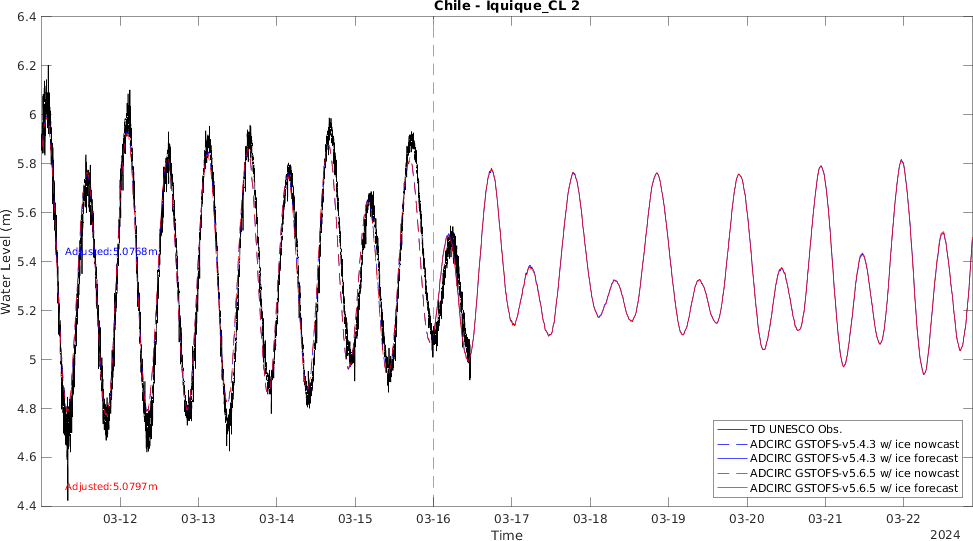 Chile - Iquique_CL 2
6.4
6.2
6
5.8
5.6
5.4
5.2
5
4.8
4.6
4.4
Water Level (m)
Adjusted:5.0768m
Adjusted:5.0797m
TD UNESCO Obs.
ADCIRC GSTOFS-v5.4.3 w/ ice nowcast
ADCIRC GSTOFS-v5.4.3 w/ ice forecast
ADCIRC GSTOFS-v5.6.5 w/ ice nowcast
ADCIRC GSTOFS-v5.6.5 w/ ice forecast
03-12 03-13 03-14 03-15 03-16 03-17 03-18 03-19 03-20 03-21 03-22
Time
2024